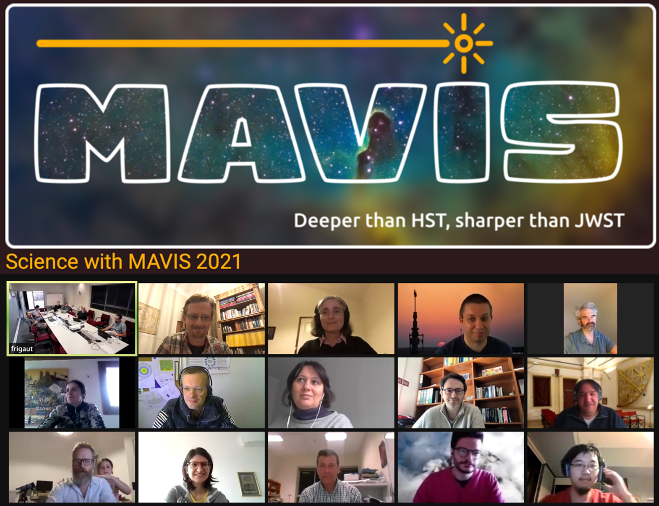 MAVIS
Deeper than HST, sharper than JWST
Science with MAVIS 2021
frigaut